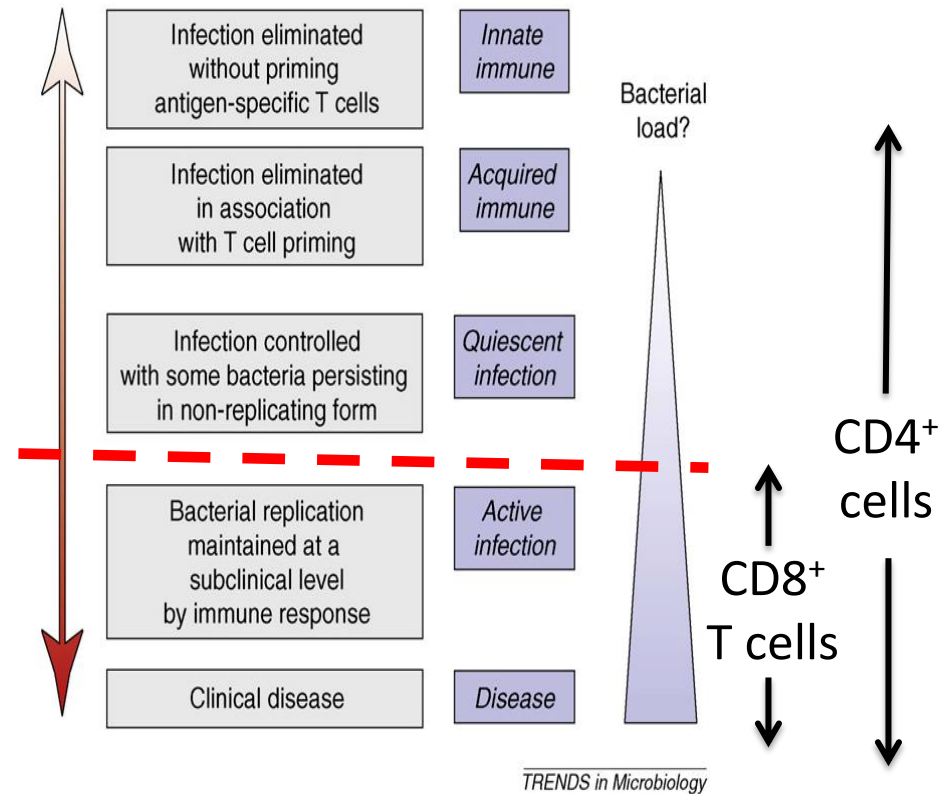 Infection eliminated
without priming
antigen-specific T cells
Innate
immune
Bacterial
load?
Infection eliminated
in association
with T cell priming
Acquired
immune
Infection controlled
with some bacteria persisting
in non-replicating form
Quiescent
infection
CD4⁺
cells
Bacterial replication
maintained at a
subclinical level
by immune response
Active
infection
CD8⁺
T cells
Clinical disease
Disease
TRENDS in Microbiology